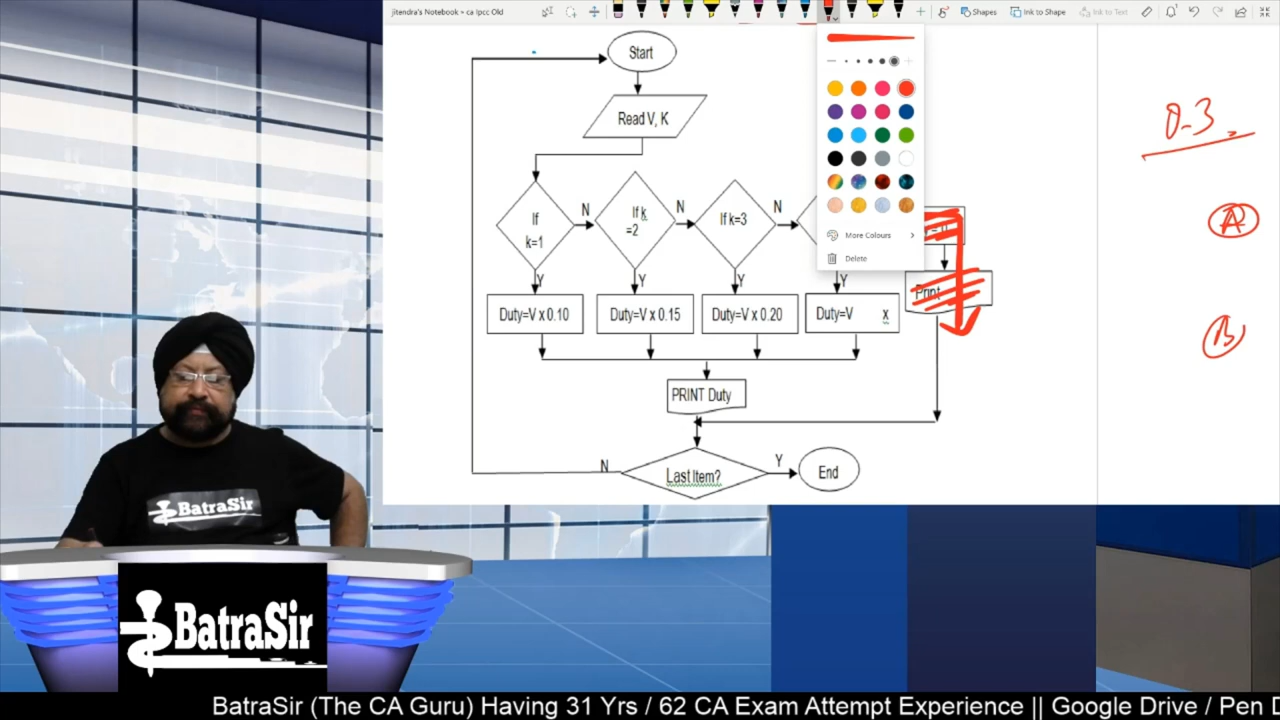 jitendra's Notebook » ca Ipcc Old
Shapes
Ink to Shape
Ink to Text
More Colours
Delete
Start
Read V, K
If
k=1
N
If k
=2
N
If k=3
N
Y
Y
Y
Y
Duty=V x 0.10
Duty=V x 0.15
Duty=V x 0.20
Duty=V x
Print
PRINT Duty
Last Item?
N
Y
End
A
B
BatraSir
BatraSir
BatraSir (The CA Guru) Having 31 Yrs / 62 CA Exam Attempt Experience || Google Drive / Pen D